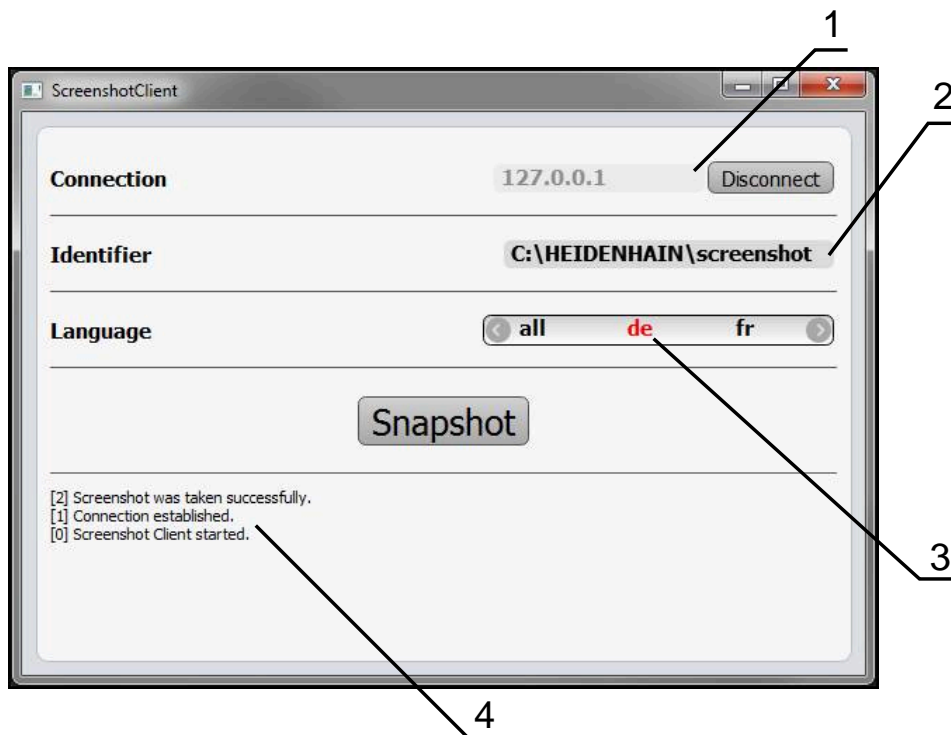 1
ScreenshotClient
2
Connection 127.0.0.1 Disconnect
Identifier C:\HEIDENHAIN\screenshot
Language all de fr
Snapshot
[2] Screenshot was taken successfully.
[1] Connection established.
[0] Screenshot Client started.
3
4